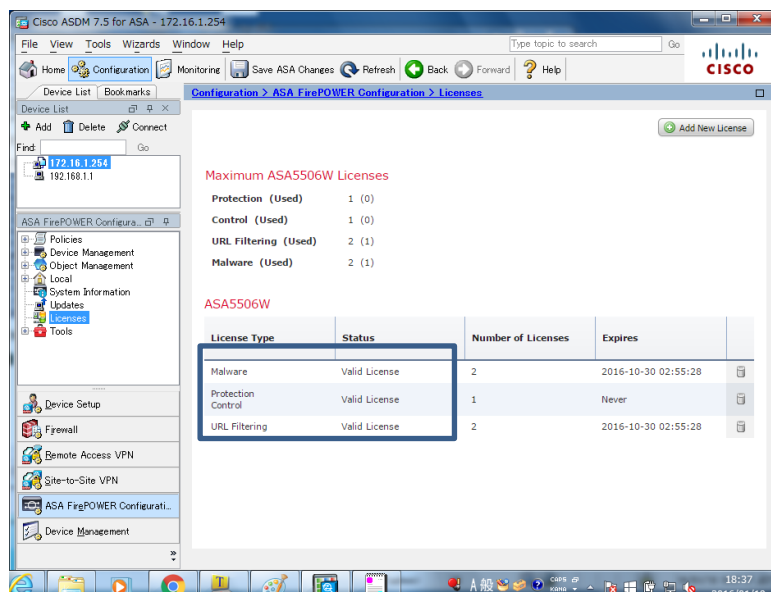 Cisco ASDM 7.5 for ASA - 172.16.1.254
File View Tools Wizards Window Help Type topic to search Go
Home Configuration Monitoring Save ASA Changes Refresh Back Forward Help
CISCO
Device List Bookmarks
Configuration > ASA FirePOWER Configuration > Licenses
Device List
Add Delete Connect
Find: Go
172.16.1.254
192.168.1.1
Add New License
Maximum ASA5506W Licenses
Protection (Used) 1 (0)
Control (Used) 1 (0)
URL Filtering (Used) 2 (1)
Malware (Used) 2 (1)
ASA FirePOWER Configura...
Policies
Device Management
Object Management
Local
System Information
Updates
Licenses
Tools
ASA5506W
License Type Status Number of Licenses Expires
Malware Valid License 2 2016-10-30 02:55:28
Protection
Control Valid License 1 Never
URL Filtering Valid License 2 2016-10-30 02:55:28
Device Setup
Firewall
Remote Access VPN
Site-to-Site VPN
ASA FirePOWER Configurati...
Device Management
A 般 CAPS
KANA
18:37